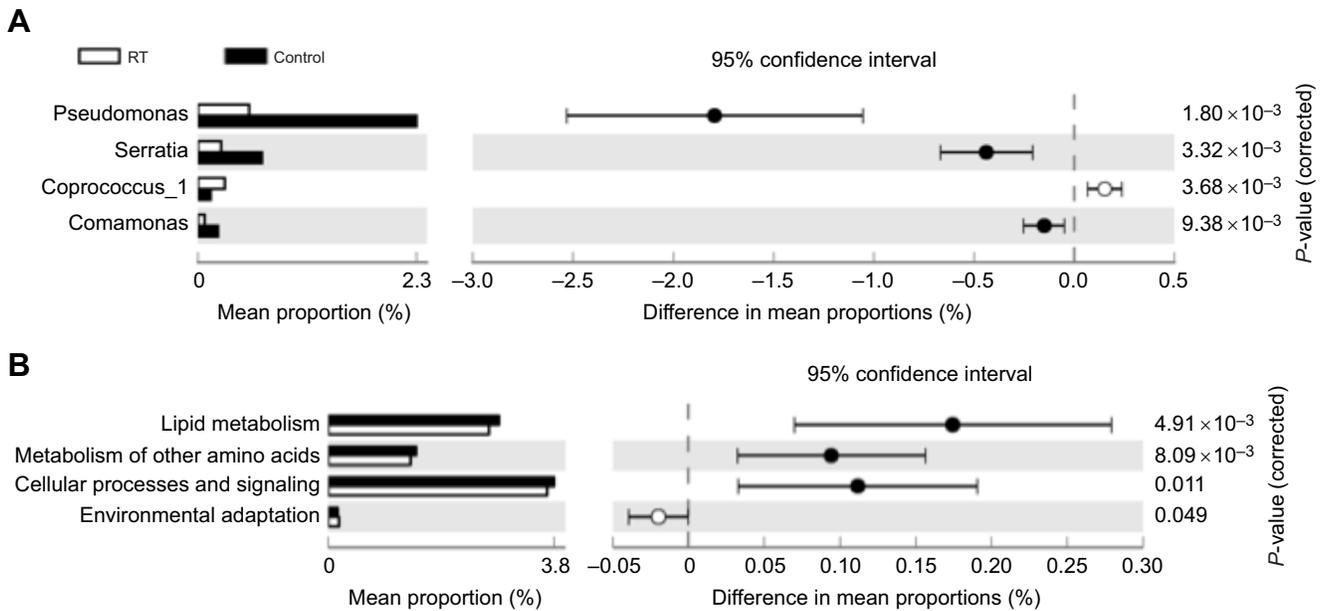 A
RT Control
95% confidence interval
Pseudomonas 1.80 × 10–3
Serratia 3.32 × 10–3
Coprococcus_1 3.68 × 10–3
Comamonas 9.38 × 10–3
P-value (corrected)
0 2.3 –3.0 –2.5 –2.0 –1.5 –1.0 –0.5 0.0 0.5
Mean proportion (%) Difference in mean proportions (%)
B
95% confidence interval
Lipid metabolism 4.91 × 10–3
Metabolism of other amino acids 8.09 × 10–3
Cellular processes and signaling 0.011
Environmental adaptation 0.049
P-value (corrected)
0 3.8 –0.05 0 0.05 0.10 0.15 0.20 0.25 0.30
Mean proportion (%) Difference in mean proportions (%)